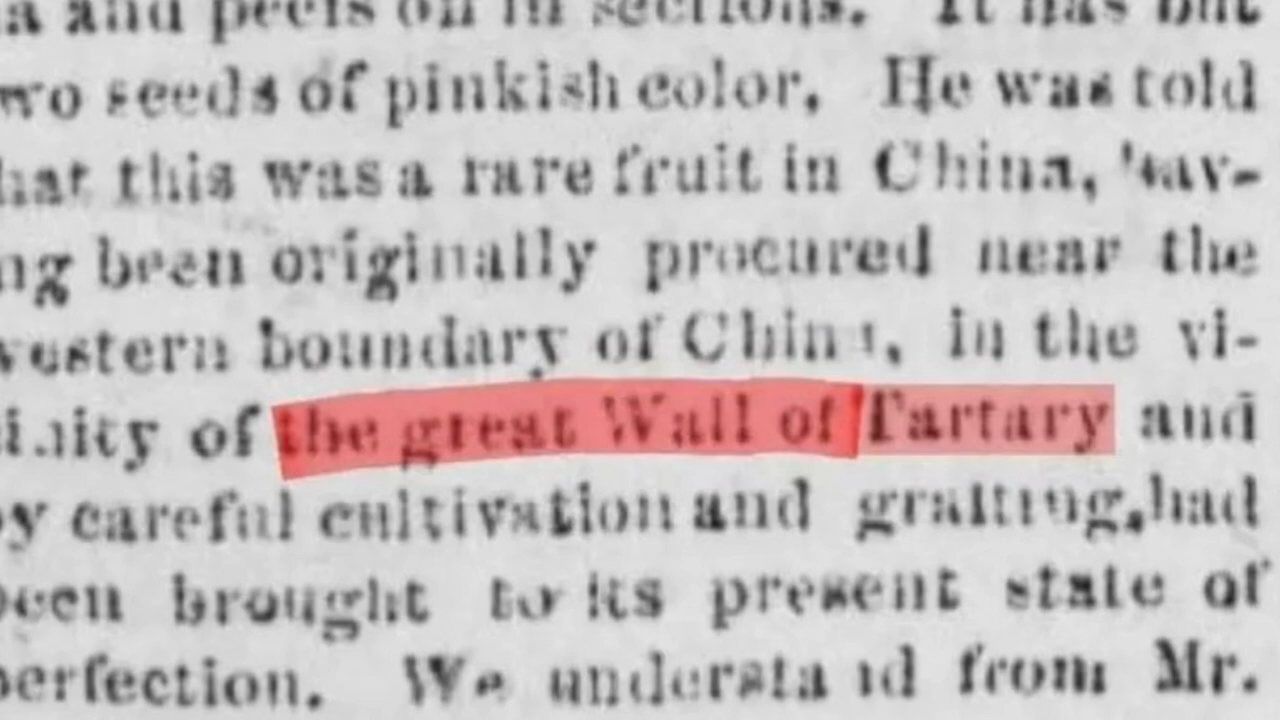 a and peels off in sections. It has but
wo seeds of pinkish color. He was told
hat this was a rare fruit in China, hav-
ng been originally procured near the
western boundary of China, in the vi-
cinity of the great Wall of Tartary and
by careful cultivation and grafting, had
been brought to its present state of
perfection. We understand from Mr.